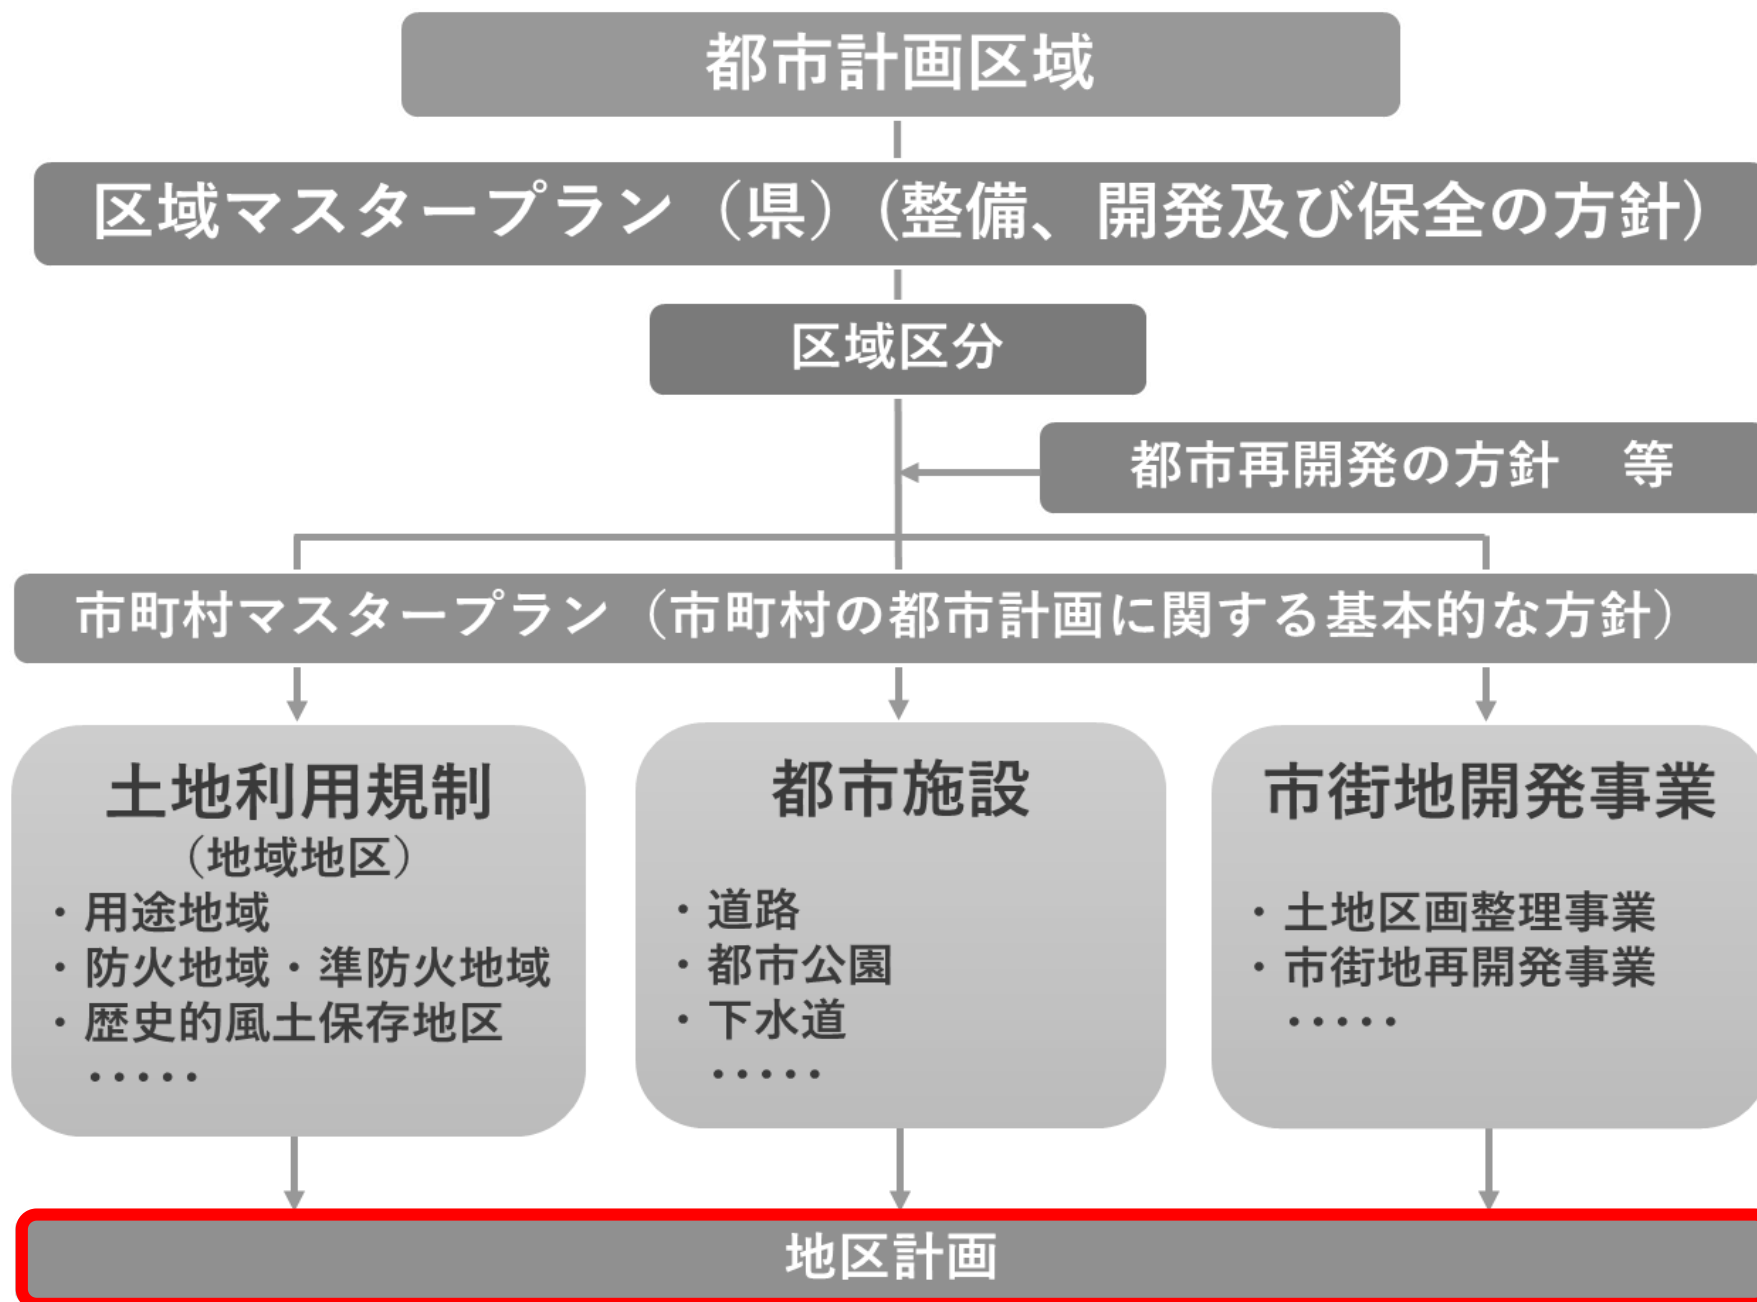 都市計画区域
区域マスタープラン（県）（整備、開発及び保全の方針）
区域区分
都市再開発の方針　等
市町村マスタープラン（市町村の都市計画に関する基本的な方針）
土地利用規制
（地域地区）
・用途地域
・防火地域・準防火地域
・歴史的風土保存地区
・・・・・
都市施設
・道路
・都市公園
・下水道
・・・・・
市街地開発事業
・土地区画整理事業
・市街地再開発事業
・・・・・
地区計画